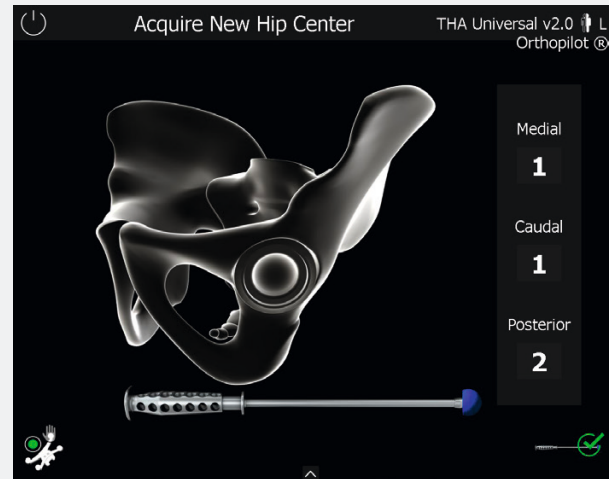 Acquire New Hip Center
THA Universal v2.0 L
Orthopilot ®
Medial
1
Caudal
1
Posterior
2